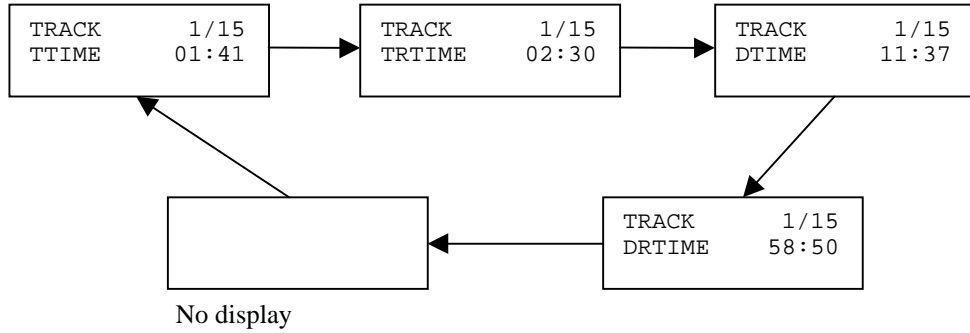 TRACK 1/15
TTIME 01:41
TRACK 1/15
TRTIME 02:30
TRACK 1/15
DTIME 11:37
TRACK 1/15
DRTIME 58:50
No display